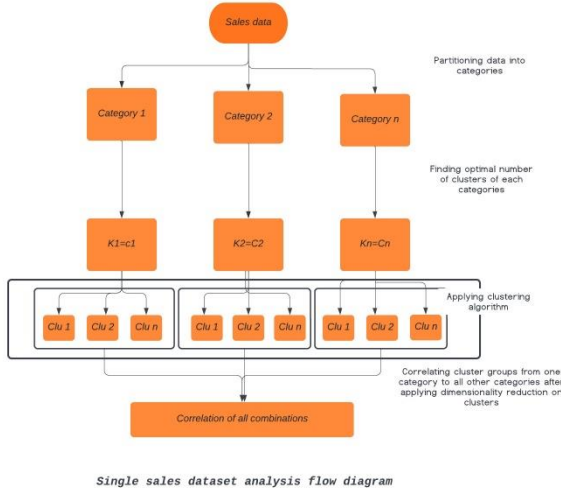 Sales data
Partitioning data into
categories
Category 1
Category 2
Category n
Finding optimal number
of clusters of each
categories
K1=c1
K2=C2
Kn=Cn
Applying clustering
algorithm
Clu 1
Clu 2
Clu n
Clu 1
Clu 2
Clu n
Clu 1
Clu 2
Clu n
Correlating cluster groups from one
category to all other categories after
applying dimensionality reduction on
clusters
Correlation of all combinations
Single sales dataset analysis flow diagram